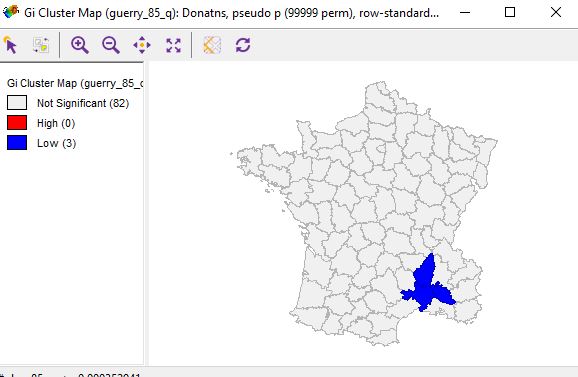 Gi Cluster Map (guerry_85_q): Donatns, pseudo p (99999 perm), row-standard...
Gi Cluster Map (guerry_85_q
Not Significant (82)
High (0)
Low (3)